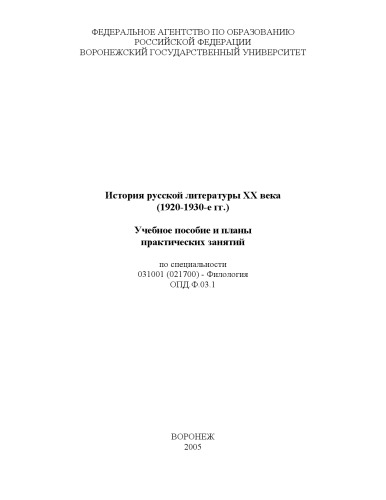 ФЕДЕРАЛЬНОЕ АГЕНТСТВО ПО ОБРАЗОВАНИЮ
РОССИЙСКОЙ ФЕДЕРАЦИИ
ВОРОНЕЖСКИЙ ГОСУДАРСТВЕННЫЙ УНИВЕРСИТЕТ
История русской литературы XX века
(1920-1930-е гг.)
Учебное пособие и планы
практических занятий
по специальности
031001 (021700) - Филология
ОПД.Ф.03.1
ВОРОНЕЖ
2005